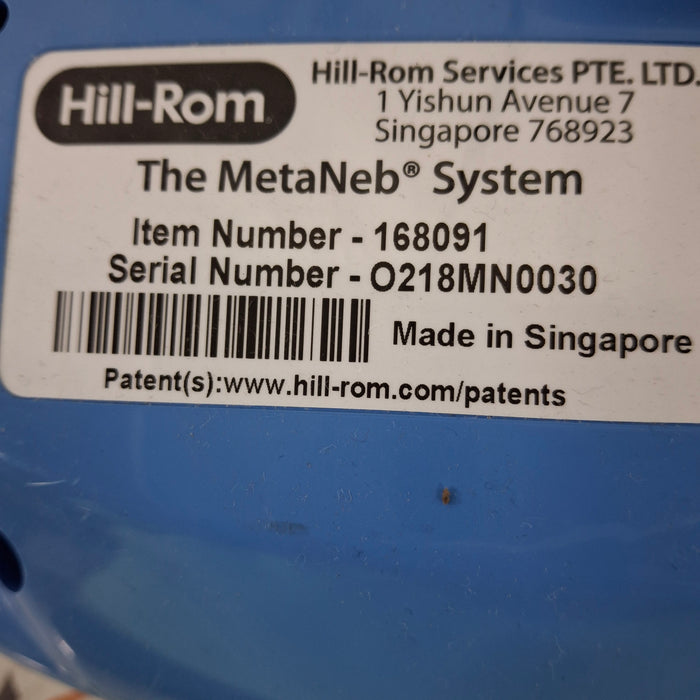 Hill-Rom
Hill-Rom Services PTE. LTD.
1 Yishun Avenue 7
Singapore 768923
The MetaNeb® System
Item Number - 168091
Serial Number - O218MN0030
Made in Singapore
Patent(s):www.hill-rom.com/patents